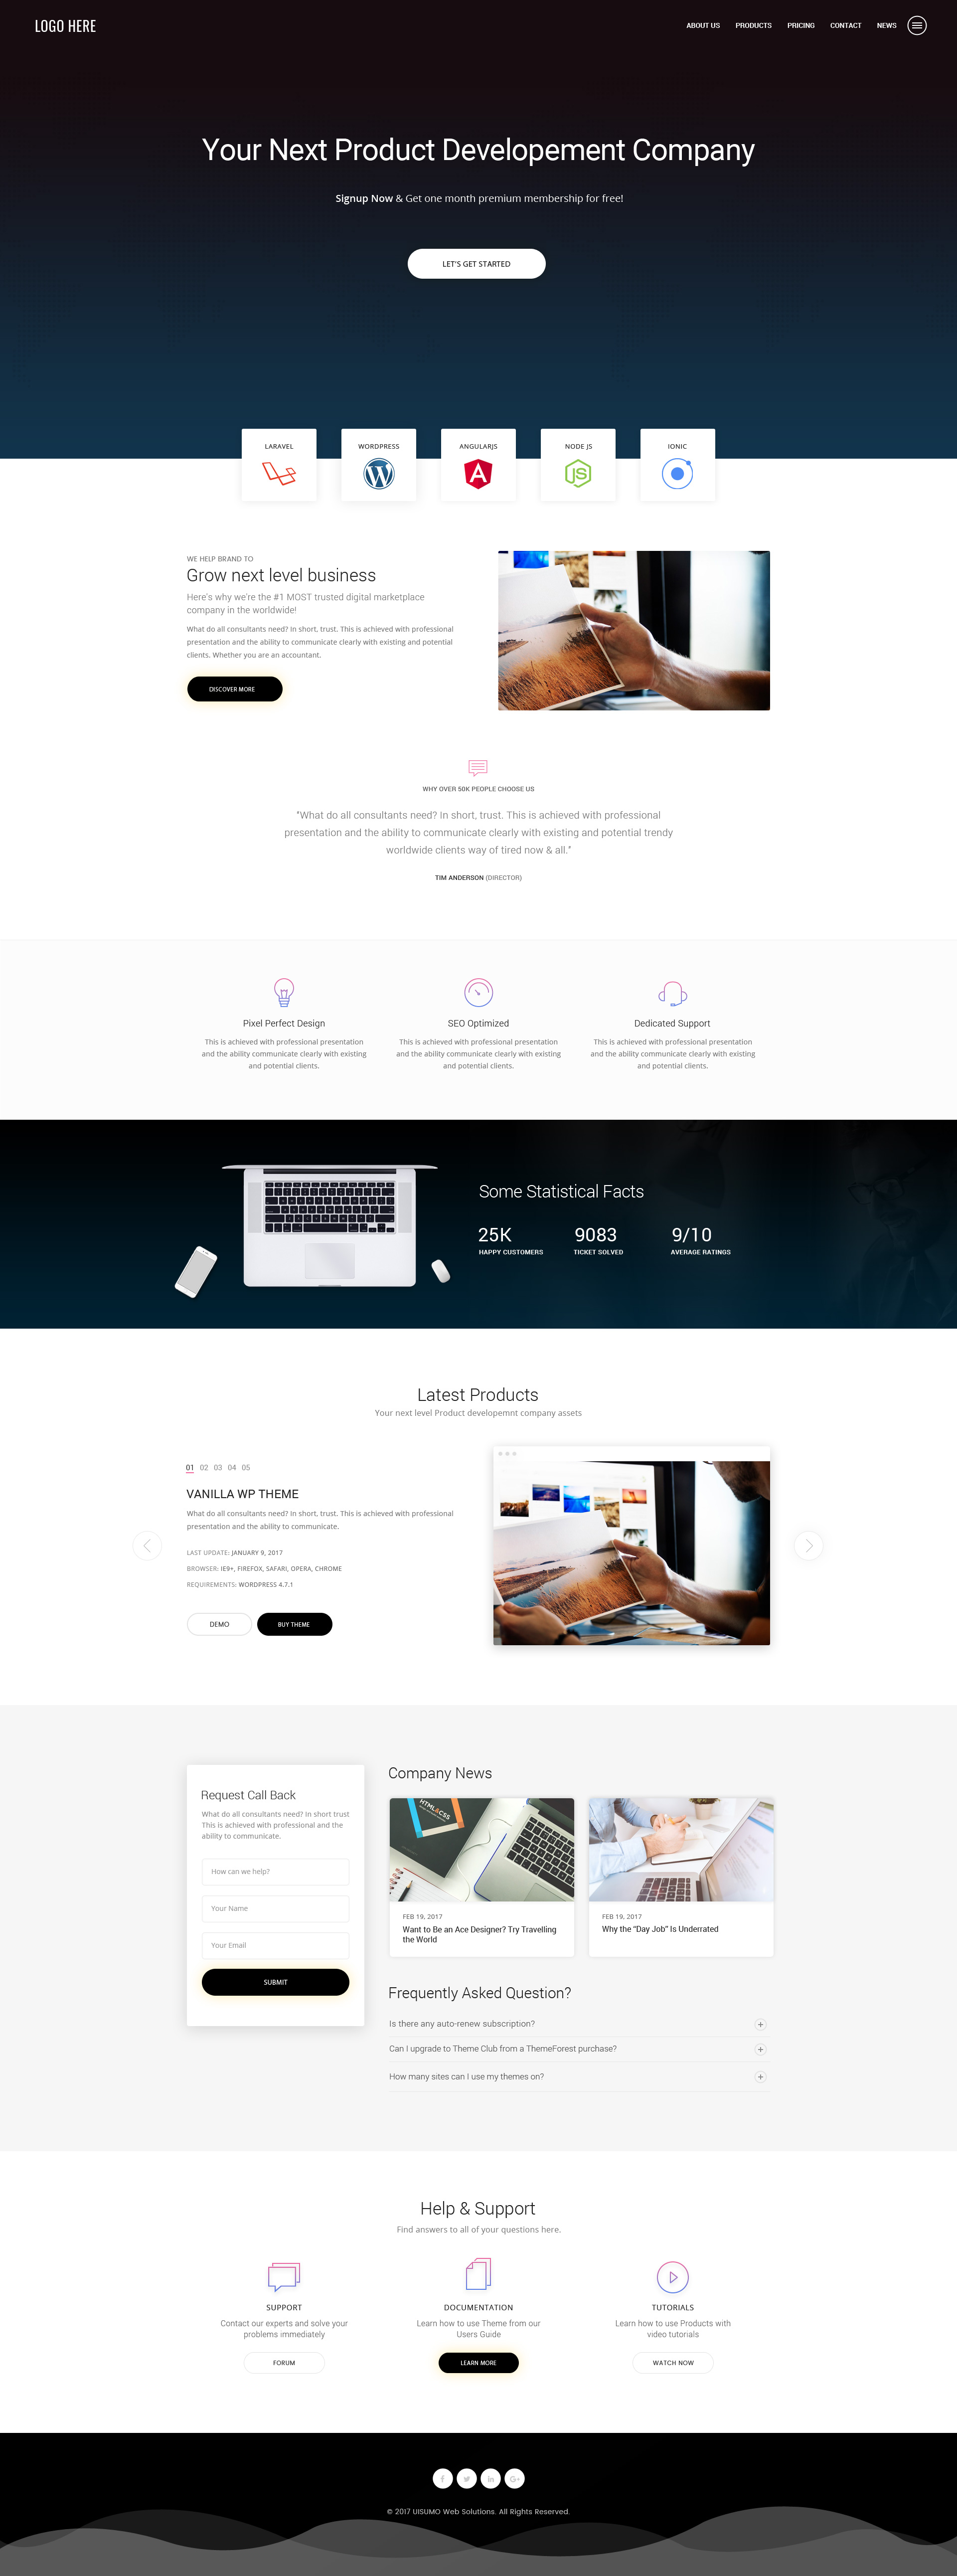 LOGO HERE
ABOUT US PRODUCTS PRICING CONTACT NEWS
Your Next Product Developement Company
Signup Now & Get one month premium membership for free!
LET'S GET STARTED
LARAVEL
WORDPRESS
ANGULARJS
NODE JS
IONIC
WE HELP BRAND TO
Grow next level business
Here's why we're the #1 MOST trusted digital marketplace
company in the worldwide!
What do all consultants need? In short, trust. This is achieved with professional
presentation and the ability to communicate clearly with existing and potential
clients. Whether you are an accountant.
DISCOVER MORE
WHY OVER 50K PEOPLE CHOOSE US
"What do all consultants need? In short, trust. This is achieved with professional
presentation and the ability to communicate clearly with existing and potential trendy
worldwide clients way of tired now & all."
TIM ANDERSON (DIRECTOR)
Pixel Perfect Design
This is achieved with professional presentation
and the ability communicate clearly with existing
and potential clients.
SEO Optimized
This is achieved with professional presentation
and the ability communicate clearly with existing
and potential clients.
Dedicated Support
This is achieved with professional presentation
and the ability communicate clearly with existing
and potential clients.
Some Statistical Facts
25K
HAPPY CUSTOMERS
9083
TICKET SOLVED
9/10
AVERAGE RATINGS
Latest Products
Your next level Product developemnt company assets
01 02 03 04 05
VANILLA WP THEME
What do all consultants need? In short, trust. This is achieved with professional
presentation and the ability to communicate.
LAST UPDATE: JANUARY 9, 2017
BROWSER: IE9+, FIREFOX, SAFARI, OPERA, CHROME
REQUIREMENTS: WORDPRESS 4.7.1
DEMO
BUY THEME
Request Call Back
What do all consultants need? In short trust
This is achieved with professional and the
ability to communicate.
How can we help?
Your Name
Your Email
SUBMIT
Company News
HTML&CSS
FEB 19, 2017
Want to Be an Ace Designer? Try Travelling
the World
FEB 19, 2017
Why the “Day Job” Is Underrated
Frequently Asked Question?
Is there any auto-renew subscription?
Can I upgrade to Theme Club from a ThemeForest purchase?
How many sites can I use my themes on?
Help & Support
Find answers to all of your questions here.
SUPPORT
Contact our experts and solve your
problems immediately
FORUM
DOCUMENTATION
Learn how to use Theme from our
Users Guide
LEARN MORE
TUTORIALS
Learn how to use Products with
video tutorials
WATCH NOW
© 2017 UISUMO Web Solutions. All Rights Reserved.